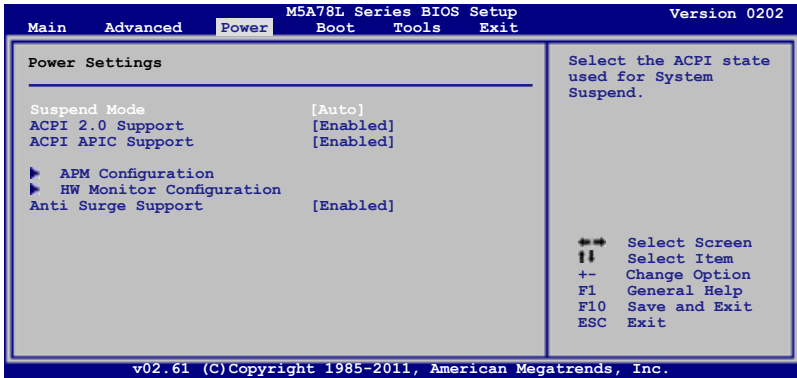 M5A78L Series BIOS Setup Version 0202
Main Advanced Power Boot Tools Exit
Power Settings
Suspend Mode [Auto]
ACPI 2.0 Support [Enabled]
ACPI APIC Support [Enabled]
APM Configuration
HW Monitor Configuration
Anti Surge Support [Enabled]
Select the ACPI state
used for System
Suspend.
Select Screen
Select Item
+- Change Option
F1 General Help
F10 Save and Exit
ESC Exit
v02.61 (C)Copyright 1985-2011, American Megatrends, Inc.